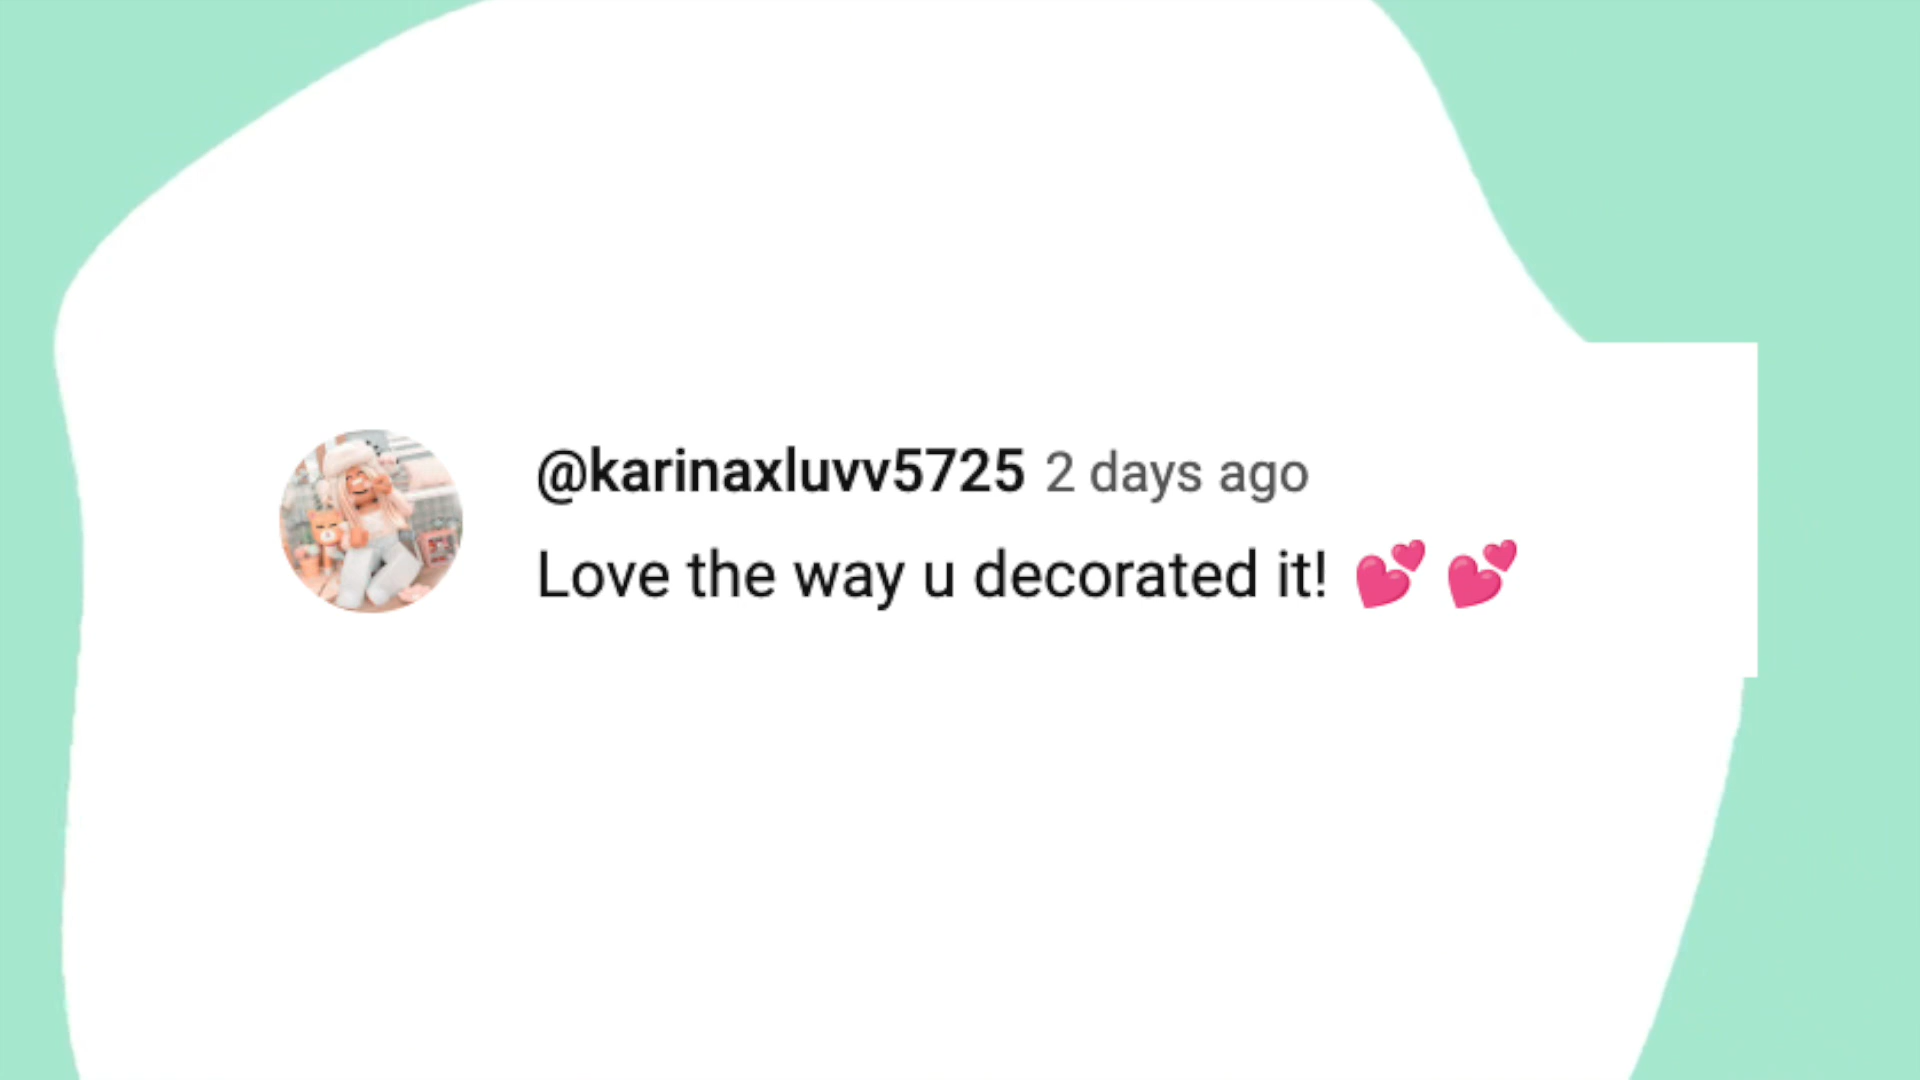 @karinaxluvv5725 2 days ago
Love the way u decorated it! 💕 💕